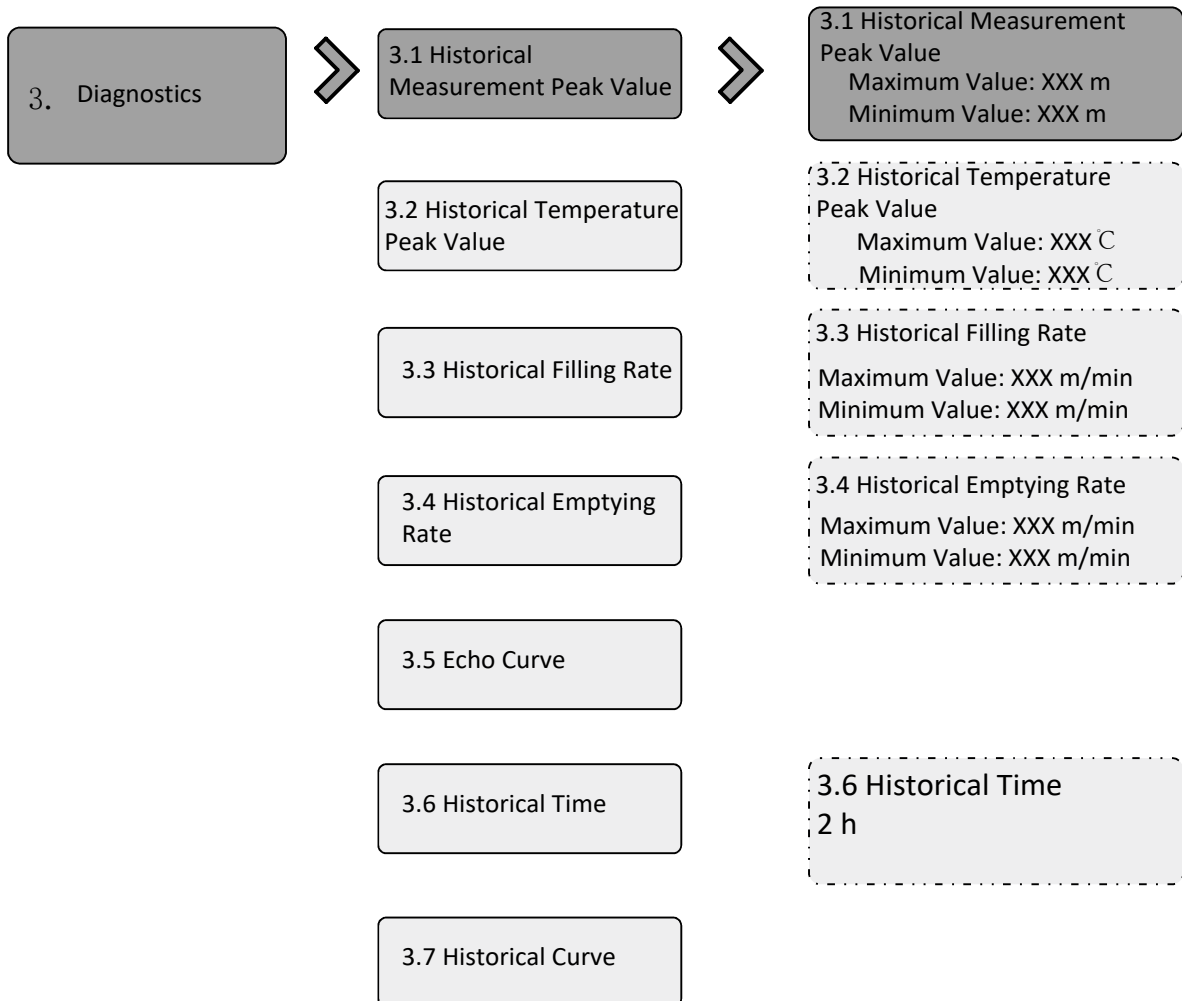 3. Diagnostics
3.1 Historical
Measurement Peak Value
3.1 Historical Measurement
Peak Value
Maximum Value: XXX m
Minimum Value: XXX m
3.2 Historical Temperature
Peak Value
3.2 Historical Temperature
Peak Value
Maximum Value: XXX℃
Minimum Value: XXX℃
3.3 Historical Filling Rate
3.3 Historical Filling Rate
Maximum Value: XXX m/min
Minimum Value: XXX m/min
3.4 Historical Emptying
Rate
3.4 Historical Emptying Rate
Maximum Value: XXX m/min
Minimum Value: XXX m/min
3.5 Echo Curve
3.6 Historical Time
3.6 Historical Time
2 h
3.7 Historical Curve